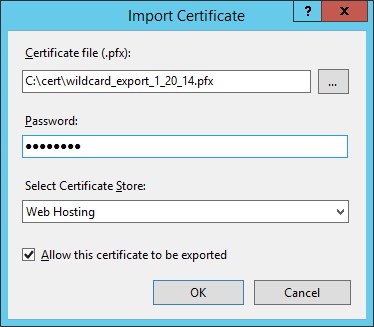 Import Certificate
? x
Certificate file (.pfx):
C:\cert\wildcard_export_1_20_14.pfx
...
Password:
●●●●●●●●
Select Certificate Store:
Web Hosting
Allow this certificate to be exported
OK Cancel